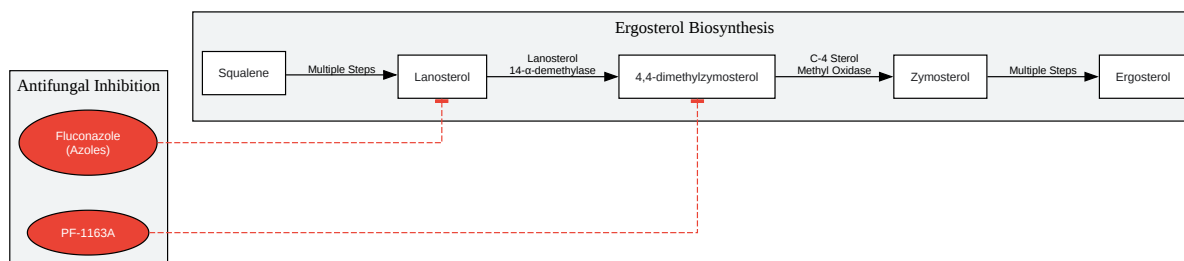 Ergosterol Biosynthesis
Squalene
Multiple Steps
Lanosterol
Lanosterol
14-α-demethylase
4,4-dimethylzymosterol
C-4 Sterol
Methyl Oxidase
Zymosterol
Multiple Steps
Ergosterol
Antifungal Inhibition
Fluconazole
(Azoles)
PF-1163A